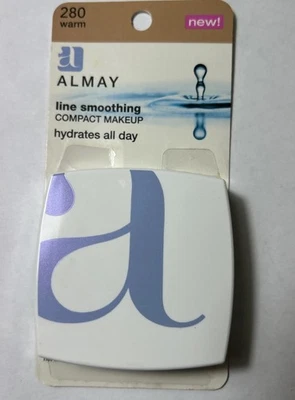 280
warm
new!
a
ALMAY
line smoothing
COMPACT MAKEUP
hydrates all day
a